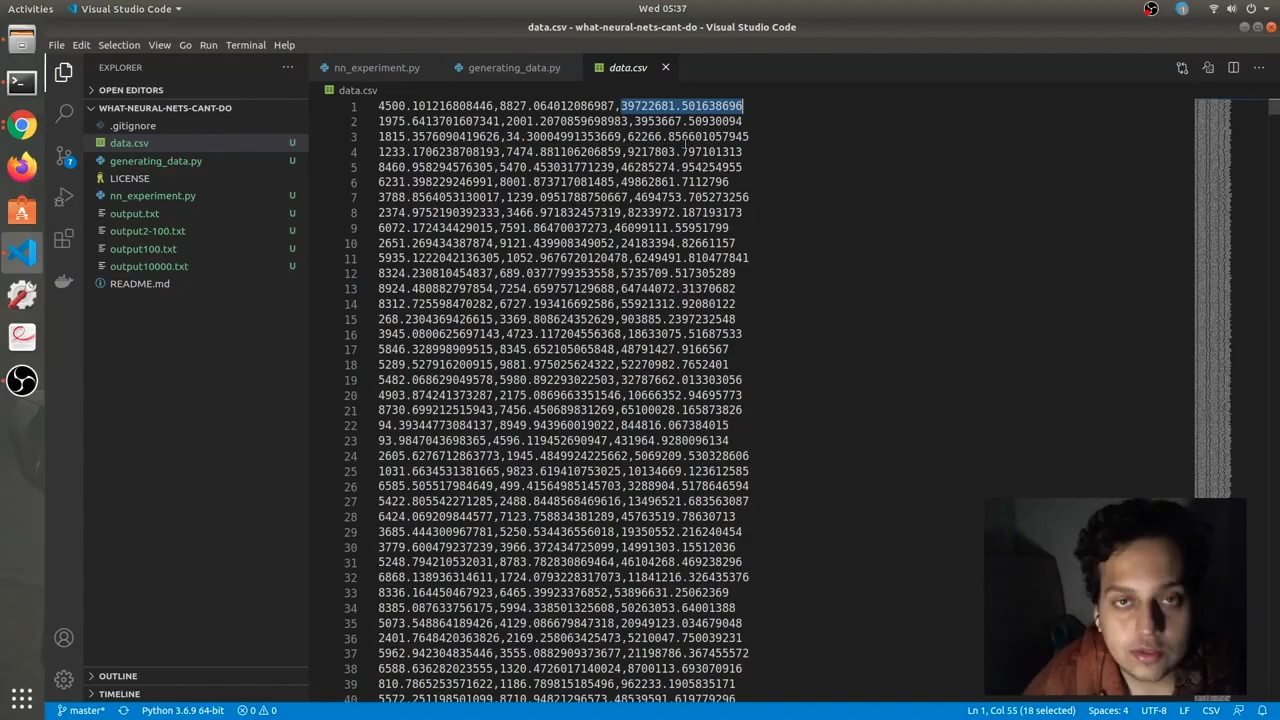 Activities
Visual Studio Code
Wed 05:37
data.csv - what-neural-nets-cant-do - Visual Studio Code
File Edit Selection View Go Run Terminal Help
EXPLORER
OPEN EDITORS
WHAT-NEURAL-NETS-CANT-DO
.gitignore
data.csv U
generating_data.py U
LICENSE
nn_experiment.py U
output.txt U
output2-100.txt U
output100.txt U
output10000.txt U
README.md
OUTLINE
TIMELINE
nn_experiment.py generating_data.py data.csv
data.csv
1 4500.101216808446,8827.064012086987,39722681.501638696
2 1975.6413701607341,2001.2070859698983,3953667.50930094
3 1815.3576090419626,34.30004991353669,62266.856601057945
4 1233.1706238708193,7474.881106206859,9217803.797101313
5 8460.958294576305,5470.453031771239,46285274.954254955
6 6231.398229246991,8001.873717081485,49862861.7112796
7 3788.8564053130017,1239.0951788750667,4694753.705273256
8 2374.9752190392333,3466.971832457319,8233972.187193173
9 6072.172434429015,7591.86470037273,46099111.55951799
10 2651.269434387874,9121.439908349052,24183394.82661157
11 5935.1222042136305,1052.9676720120478,6249491.810477841
12 8324.230810454837,689.0377799353558,5735709.517305289
13 8924.480882797854,7254.659757129688,64744072.31370682
14 8312.725598470282,6727.193416692586,55921312.92080122
15 268.2304369426615,3369.808624352629,903885.2397232548
16 3945.0800625697143,4723.117204556368,18633075.51687533
17 5846.328998909515,8345.652105065848,48791427.9166567
18 5289.527916200915,9881.975025624322,52270982.7652401
19 5482.068629049578,5980.892293022503,32787662.013303056
20 4903.874241373287,2175.0869663351546,10666352.94695773
21 8730.699212515943,7456.450689831269,65100028.165873826
22 94.39344773084137,8949.943960019051,844816.067384015
23 93.9847043698365,4596.119452690947,431964.9280096134
24 2605.6276712863773,1945.4849924225662,5069209.530328606
25 1031.6634531381665,9823.619410753025,10134669.123612585
26 6585.505517984649,499.41564985145703,3288904.5178646594
27 5422.805542271285,2488.8448568469616,13496521.683563087
28 6424.069209844577,7123.758834381289,45763519.78630713
29 3685.444300967781,5250.534436556018,19350552.216240454
30 3779.600479237239,3966.372434725099,14991303.15512036
31 5248.794210532031,8783.782830869464,46104268.469238296
32 6868.138936314611,1724.0793228317073,11841216.326435376
33 8336.164450467923,6465.39923376852,53896631.25062369
34 8385.087633756175,5994.338501325608,50263053.64001388
35 5073.548864189426,4129.086679847318,20949123.034679048
36 2401.7648420363826,2169.258063425473,5210047.750039231
37 5962.942304367146,3555.0889273673677,21198786.367455572
38 6588.636282023555,1320.4726017140024,8700113.693070916
39 810.7865253571622,1186.789815185496,962233.1905835171
40 5572.251198501099,8710.94821296573,48539591.619779296
master* Python 3.6.9 64-bit 0 0
Ln 1, Col 55 (18 selected) Spaces: 4 UTF-8 LF CSV